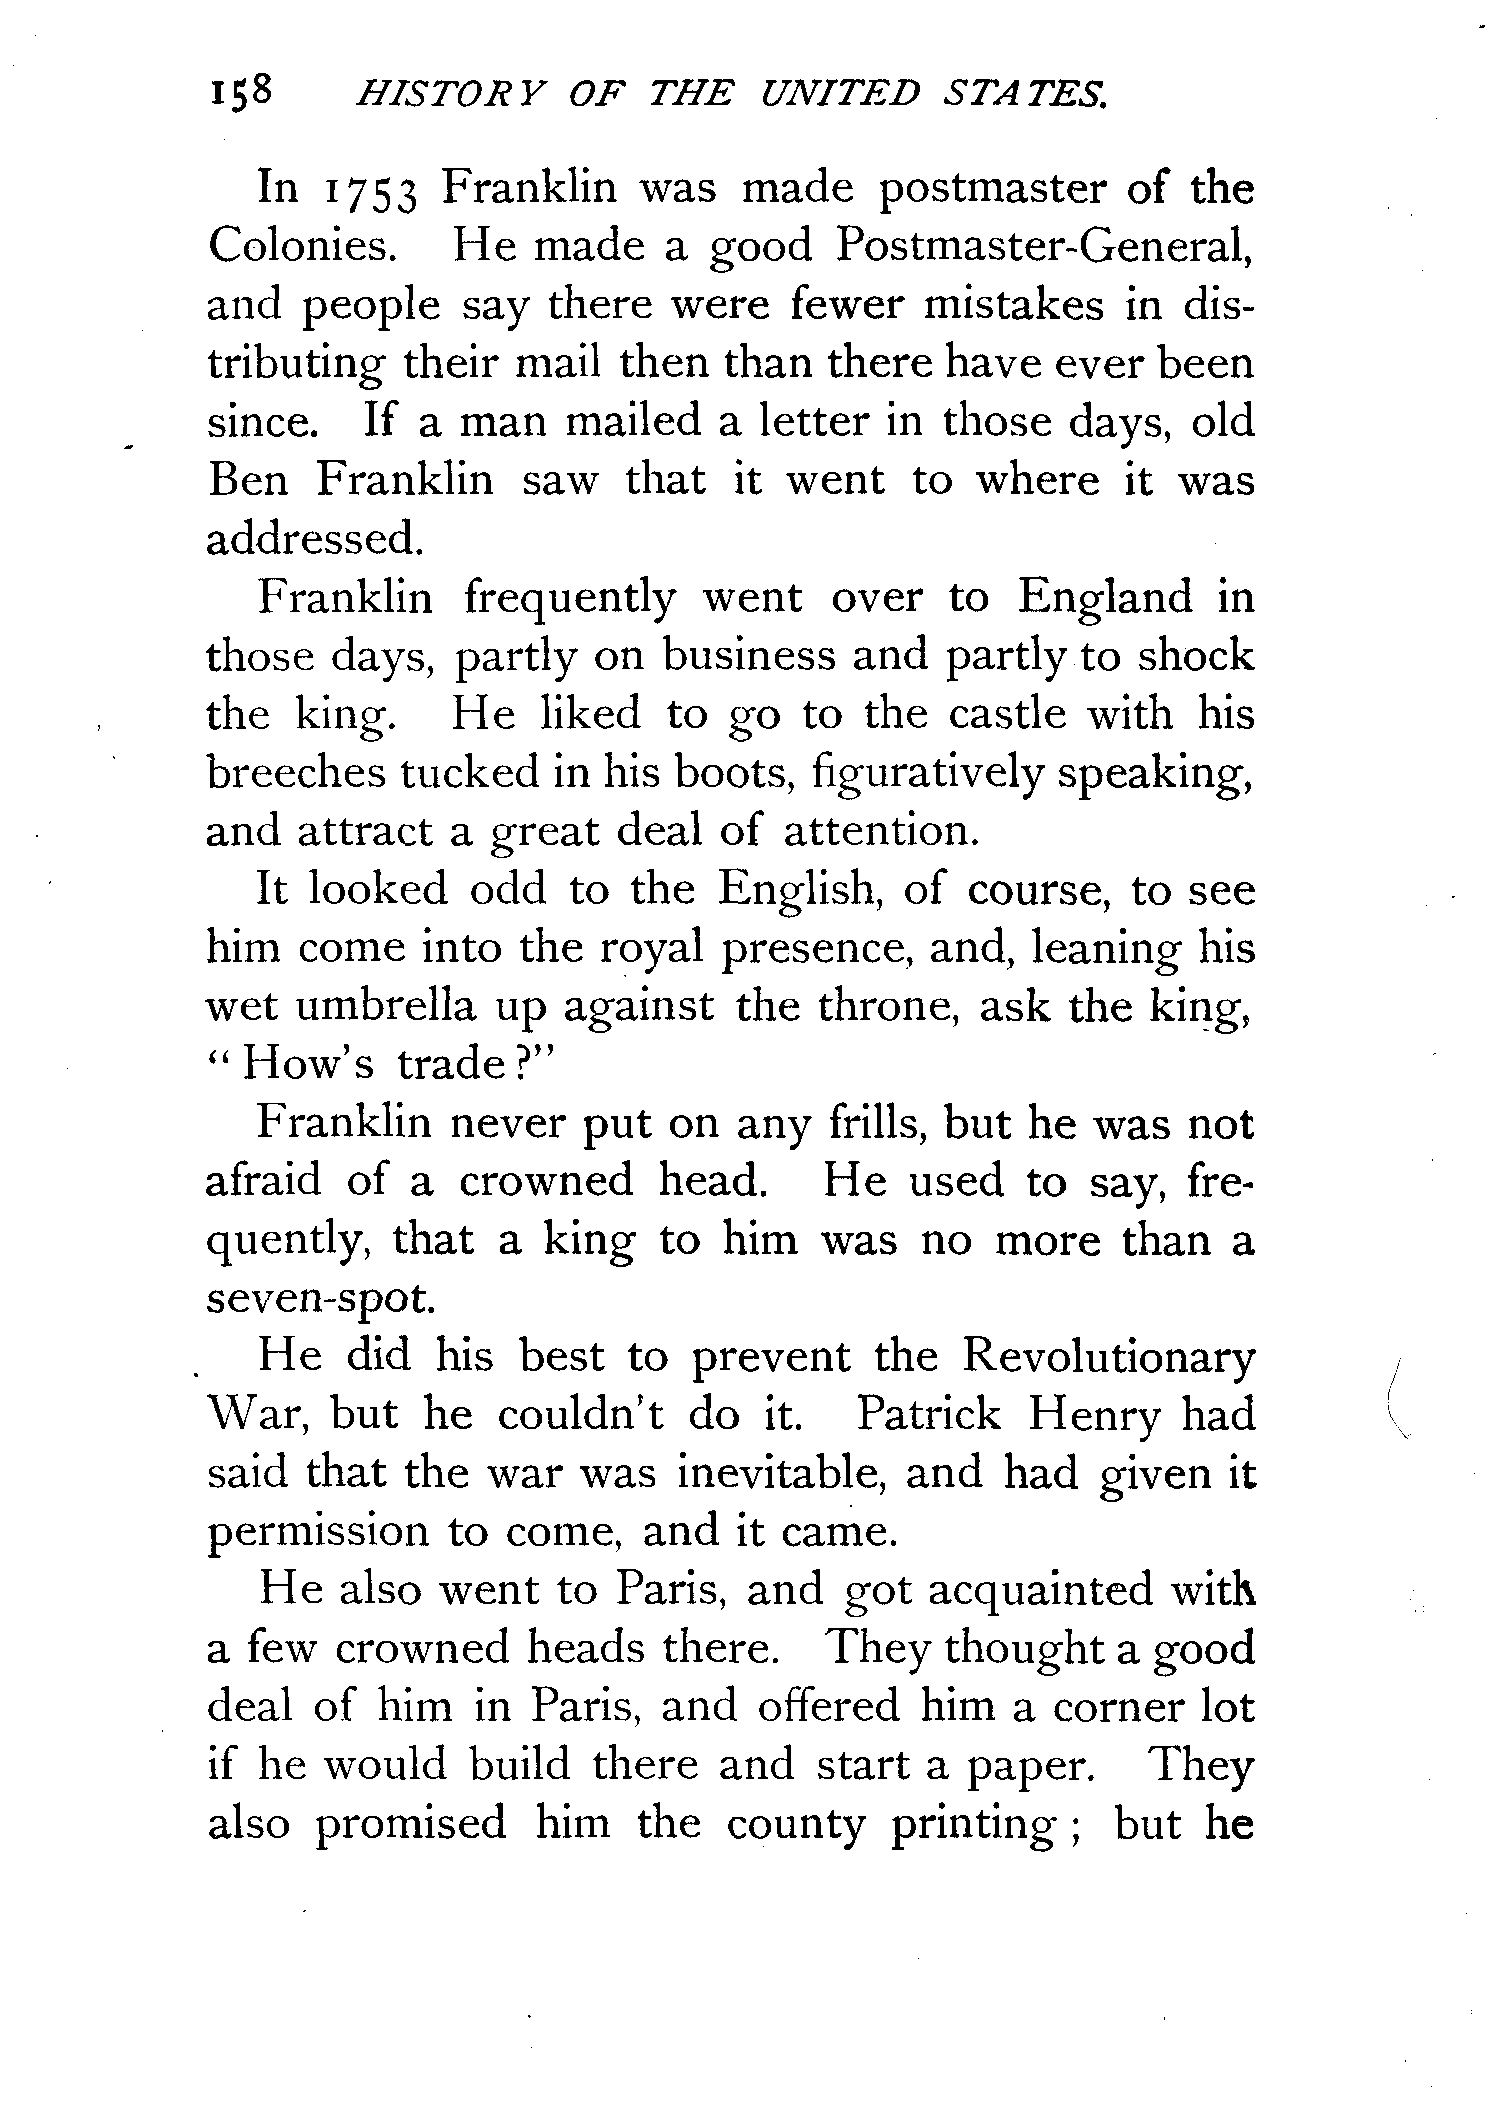 158 HISTORY OF THE UNITED STATES.
In 1753 Franklin was made postmaster of the
Colonies. He made a good Postmaster-General,
and people say there were fewer mistakes in dis-
tributing their mail then than there have ever been
since. If a man mailed a letter in those days, old
Ben Franklin saw that it went to where it was
addressed.
Franklin frequently went over to England in
those days, partly on business and partly to shock
the king. He liked to go to the castle with his
breeches tucked in his boots, figuratively speaking,
and attract a great deal of attention.
It looked odd to the English, of course, to see
him come into the royal presence, and, leaning his
wet umbrella up against the throne, ask the king,
“ How's trade ?”
Franklin never put on any frills, but he was not
afraid of a crowned head. He used to say, fre-
quently, that a king to him was no more than a
seven-spot.
He did his best to prevent the Revolutionary
War, but he couldn't do it. Patrick Henry had
said that the war was inevitable, and had given it
permission to come, and it came.
He also went to Paris, and got acquainted with
a few crowned heads there. They thought a good
deal of him in Paris, and offered him a corner lot
if he would build there and start a paper. They
also promised him the county printing ; but he